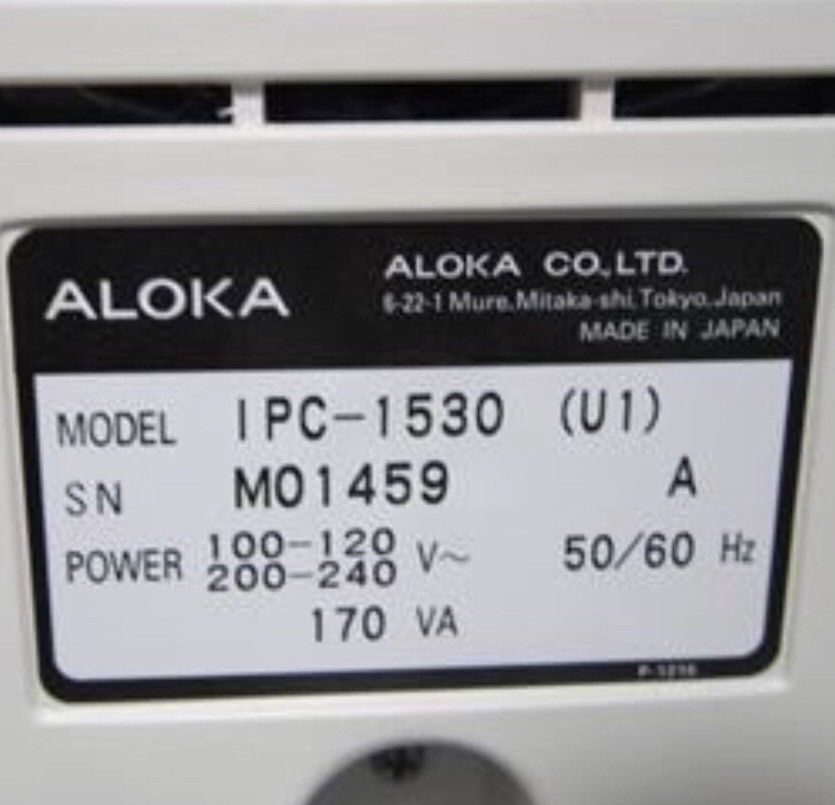 ALOKA
ALOKA CO.,LTD.
6-22-1 Mure.Mitaka-shi.Tokyo.Japan
MADE IN JAPAN
MODEL IPC-1530 (U1)
SN M01459 A
POWER 100-120 200-240 V~ 50/60 Hz
170 VA